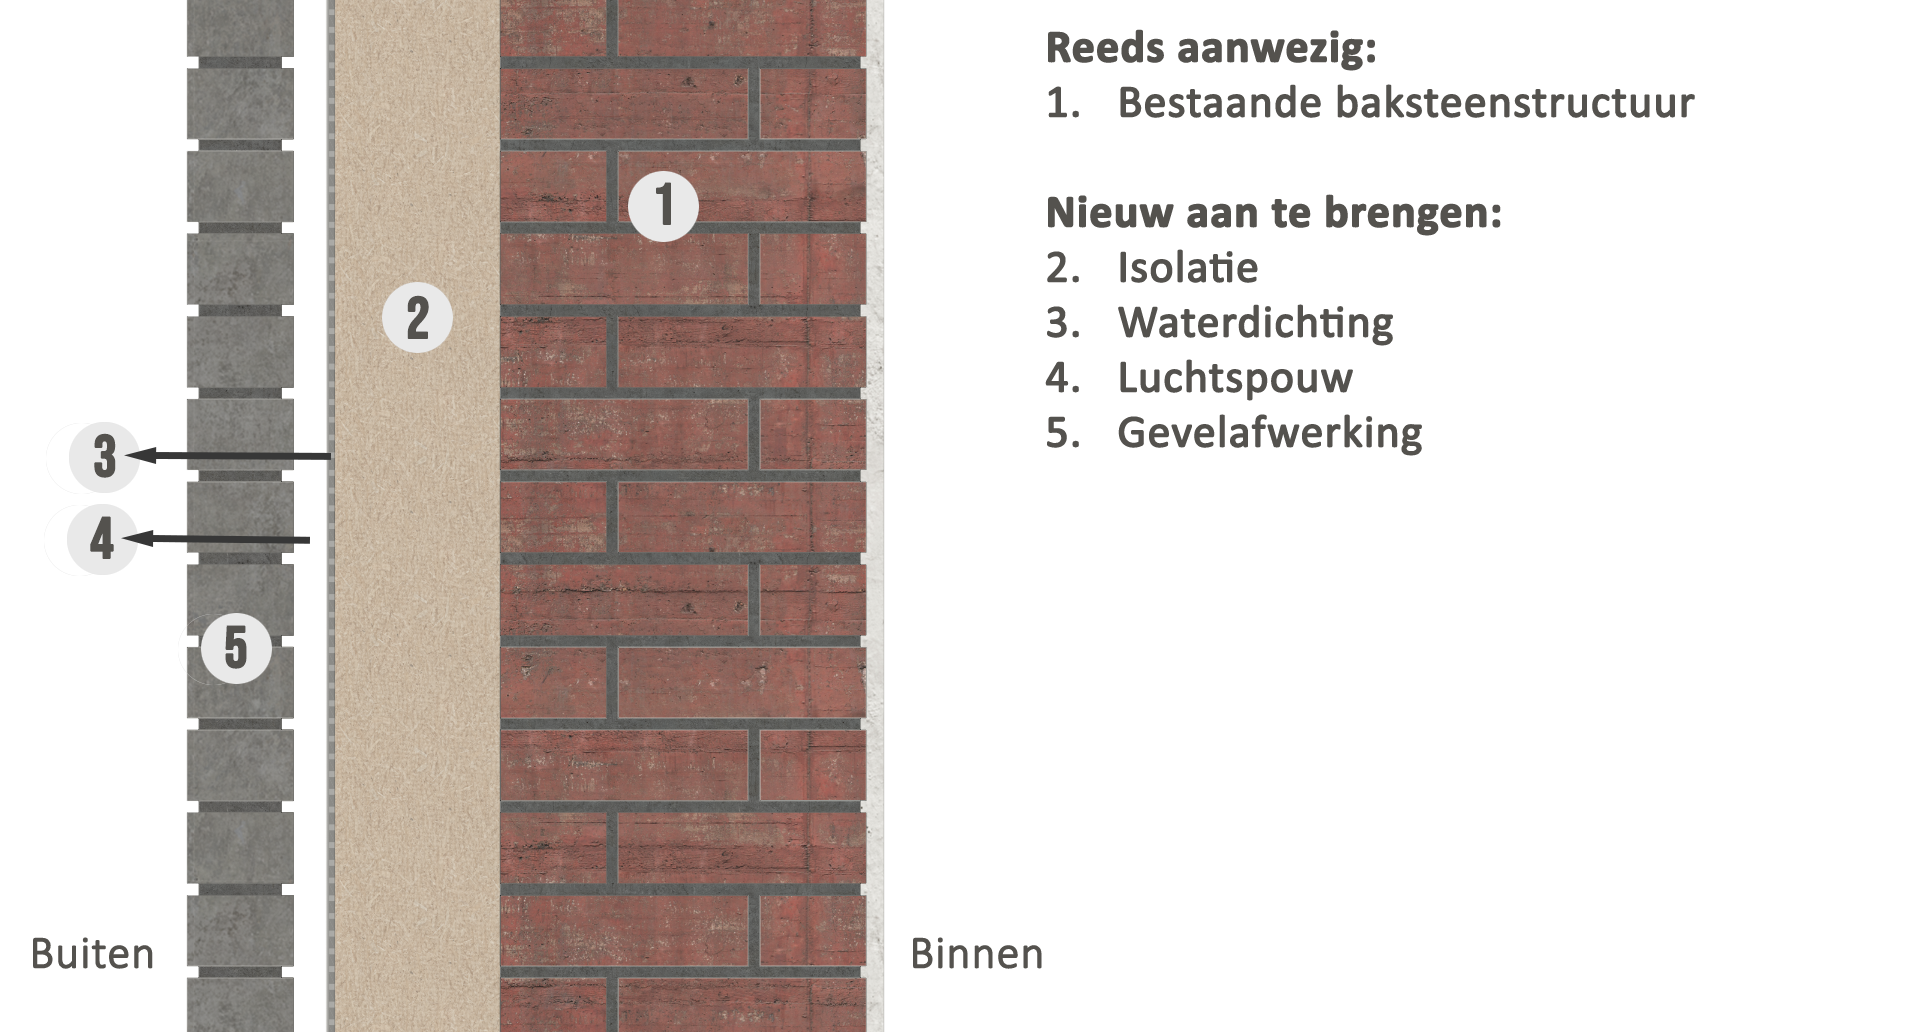 Reeds aanwezig:
1. Bestaande baksteenstructuur
Nieuw aan te brengen:
2. Isolatie
3. Waterdichting
4. Luchtspouw
5. Gevelafwerking
1
2
3
4
5
Buiten
Binnen